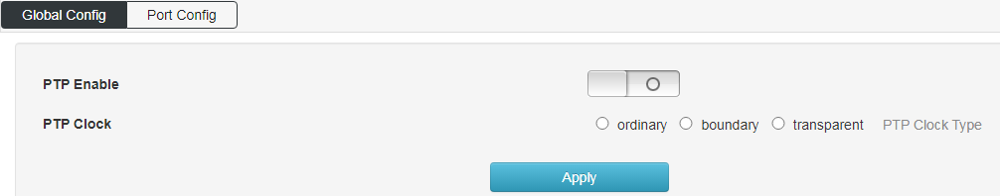 Global Config Port Config
PTP Enable
PTP Clock ordinary boundary transparent PTP Clock Type
Apply